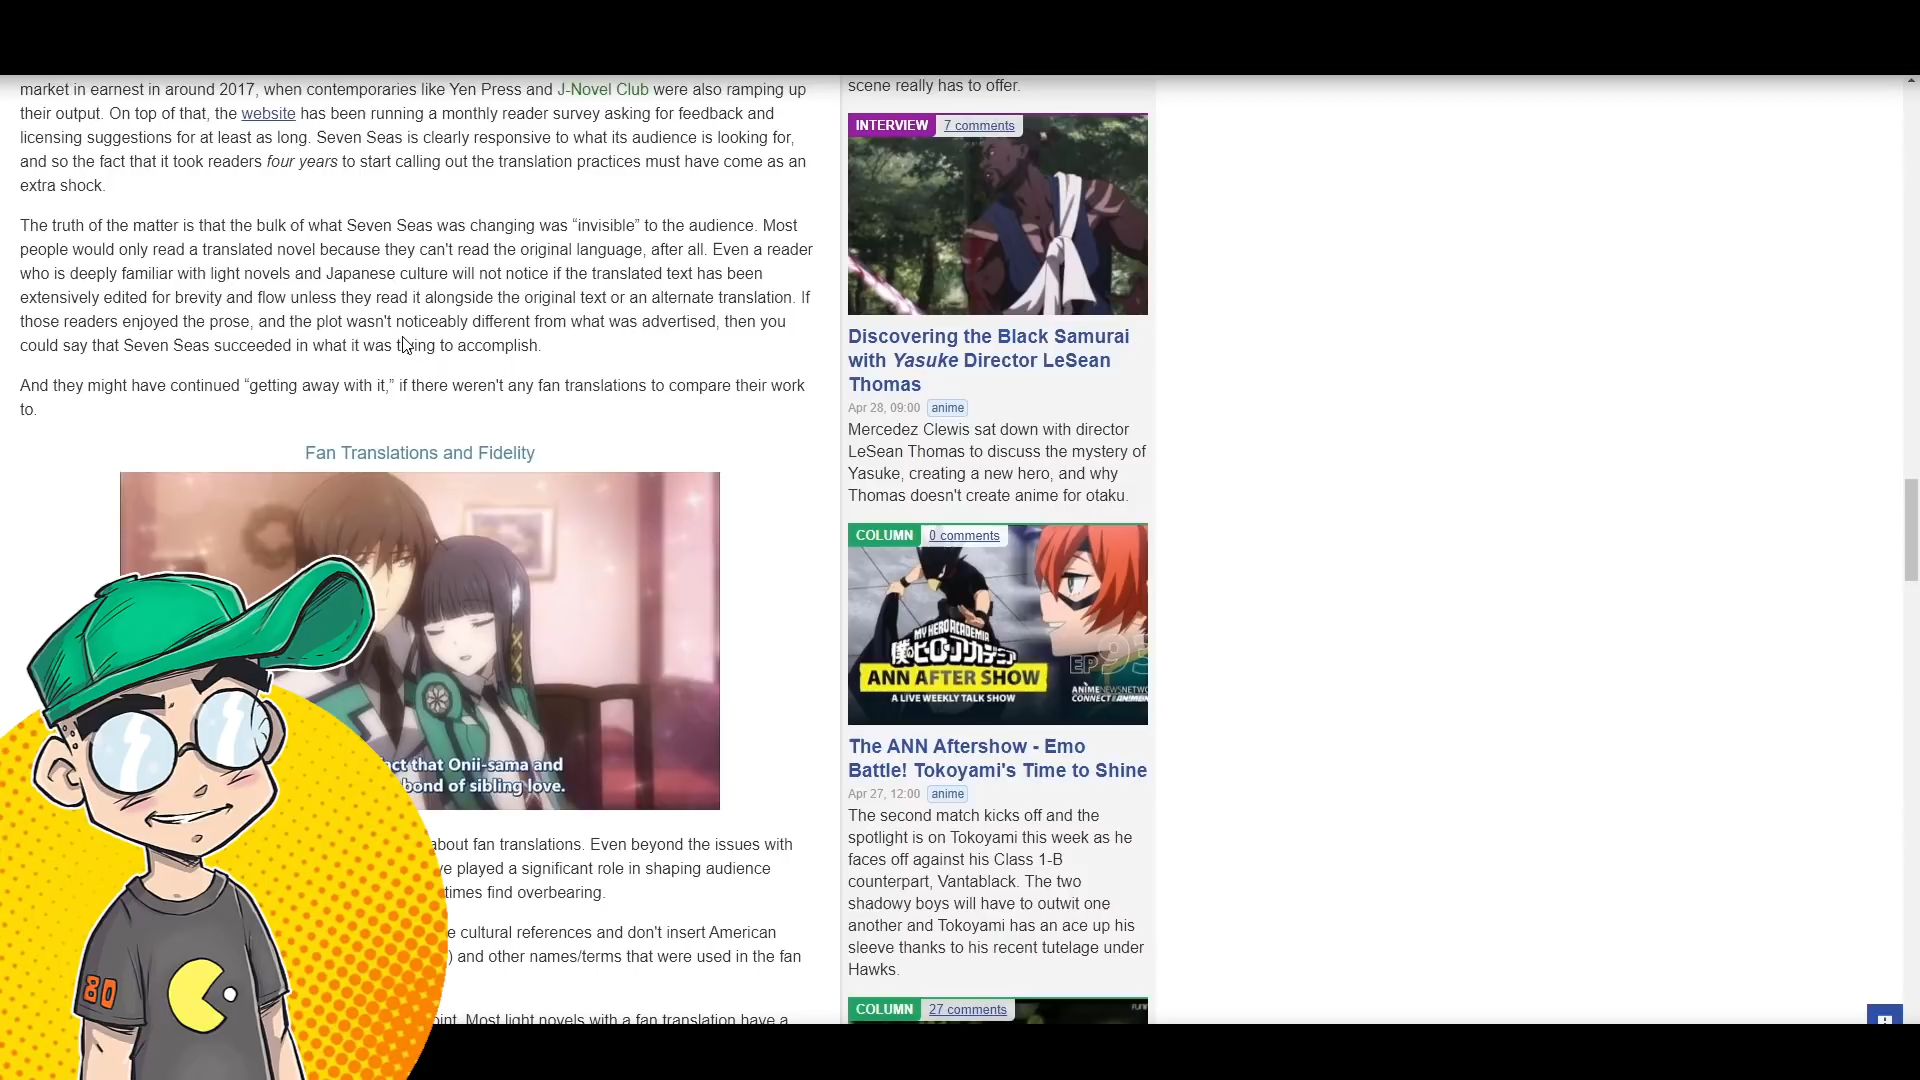 market in earnest in around 2017, when contemporaries like Yen Press and J-Novel Club were also ramping up
their output. On top of that, the website has been running a monthly reader survey asking for feedback and
licensing suggestions for at least as long. Seven Seas is clearly responsive to what its audience is looking for,
and so the fact that it took readers four years to start calling out the translation practices must have come as an
extra shock.
The truth of the matter is that the bulk of what Seven Seas was changing was “invisible” to the audience. Most
people would only read a translated novel because they can't read the original language, after all. Even a reader
who is deeply familiar with light novels and Japanese culture will not notice if the translated text has been
extensively edited for brevity and flow unless they read it alongside the original text or an alternate translation. If
those readers enjoyed the prose, and the plot wasn't noticeably different from what was advertised, then you
could say that Seven Seas succeeded in what it was trying to accomplish.
And they might have continued “getting away with it,” if there weren't any fan translations to compare their work
to.
Fan Translations and Fidelity
that Onii-sama and
bond of sibling love.
about fan translations. Even beyond the issues with
played a significant role in shaping audience
times find overbearing.
cultural references and don't insert American
) and other names/terms that were used in the fan
Most light novels with a fan translation have a
80
scene really has to offer.
INTERVIEW 7 comments
Discovering the Black Samurai
with Yasuke Director LeSean
Thomas
Apr 28, 09:00 anime
Mercedez Clewis sat down with director
LeSean Thomas to discuss the mystery of
Yasuke, creating a new hero, and why
Thomas doesn't create anime for otaku.
COLUMN 0 comments
MY HERO ACADEMIA
僕のヒーローアカデミア
EP 95
ANN AFTER SHOW
A LIVE WEEKLY TALK SHOW
The ANN Aftershow - Emo
Battle! Tokoyami's Time to Shine
Apr 27, 12:00 anime
The second match kicks off and the
spotlight is on Tokoyami this week as he
faces off against his Class 1-B
counterpart, Vantablack. The two
shadowy boys will have to outwit one
another and Tokoyami has an ace up his
sleeve thanks to his recent tutelage under
Hawks.
COLUMN 27 comments